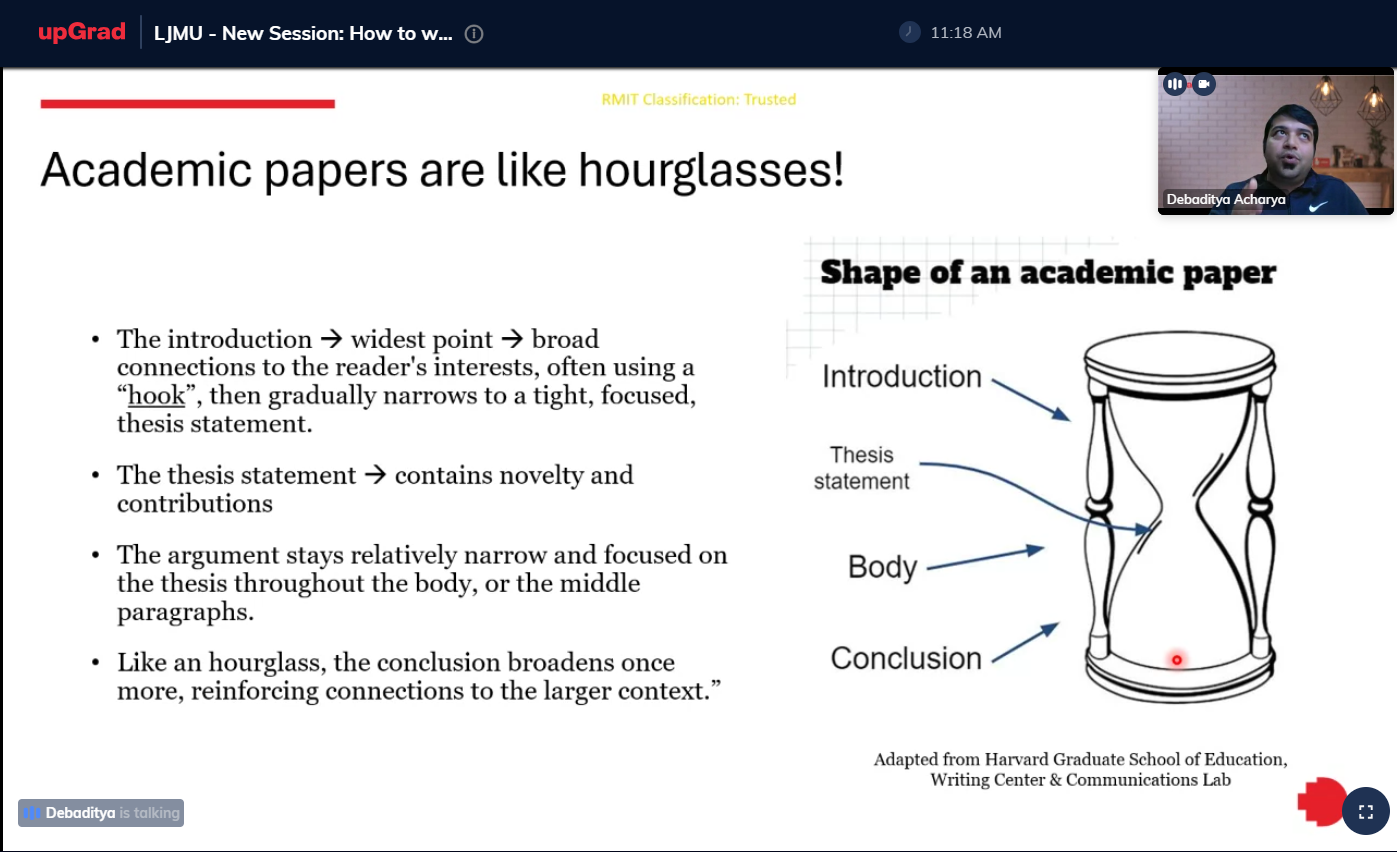 upGrad
LJMU - New Session: How to w...
11:18 AM
RMIT Classification: Trusted
Debaditya Acharya
Academic papers are like hourglasses!
• The introduction → widest point → broad
connections to the reader's interests, often using a
“hook”, then gradually narrows to a tight, focused,
thesis statement.
• The thesis statement → contains novelty and
contributions
• The argument stays relatively narrow and focused on
the thesis throughout the body, or the middle
paragraphs.
• Like an hourglass, the conclusion broadens once
more, reinforcing connections to the larger context.”
Shape of an academic paper
Introduction
Thesis
statement
Body
Conclusion
Adapted from Harvard Graduate School of Education,
Writing Center & Communications Lab
Debaditya is talking